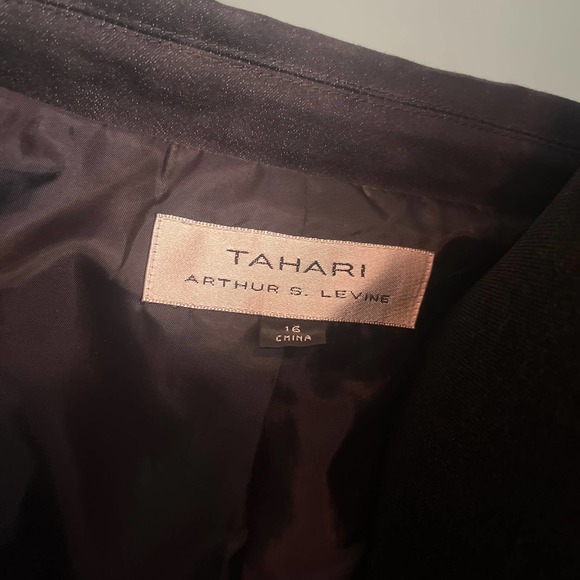 TAHARI
ARTHUR S. LEVINE
16
CHINA